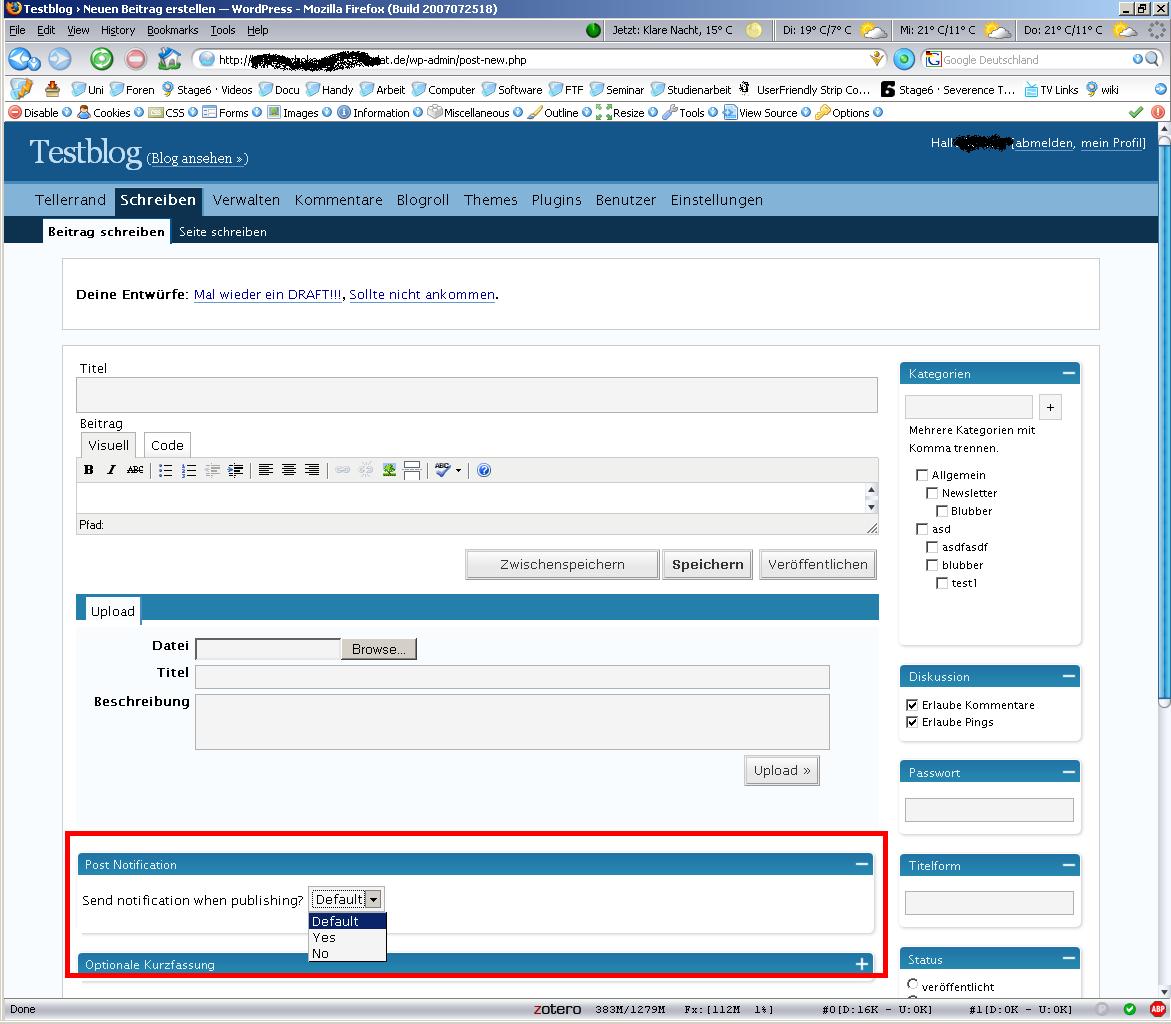 Testblog › Neuen Beitrag erstellen — WordPress - Mozilla Firefox (Build 2007072518)
File Edit View History Bookmarks Tools Help Jetzt: Klare Nacht, 15° C Di: 19° C/7° C Mi: 21° C/11° C Do: 21° C/11° C
http:// at.de/wp-admin/post-new.php Google Deutschland
Uni Foren Stage6 · Videos Docu Handy Arbeit Computer Software FTF Seminar Studienarbeit UserFriendly Strip Co... Stage6 · Severence T... TV Links wiki
Disable Cookies CSS Forms Images Information Miscellaneous Outline Resize Tools View Source Options
Testblog (Blog ansehen »)
Hall [abmelden, mein Profil]
Tellerrand Schreiben Verwalten Kommentare Blogroll Themes Plugins Benutzer Einstellungen
Beitrag schreiben Seite schreiben
Deine Entwürfe: Mal wieder ein DRAFT!!!, Sollte nicht ankommen.
Titel
Beitrag
Visuell Code
B I ABC ABC
Pfad:
Zwischenspeichern Speichern Veröffentlichen
Upload
Datei Browse...
Titel
Beschreibung
Upload »
Post Notification
Send notification when publishing? Default
Default
Yes
No
Optionale Kurzfassung
Kategorien
+
Mehrere Kategorien mit
Komma trennen.
Allgemein
Newsletter
Blubber
asd
asdfasdf
blubber
test1
Diskussion
Erlaube Kommentare
Erlaube Pings
Passwort
Titelform
Status
veröffentlicht
Done zotero 383M/1279M Fx:[112M 1%] #0[D:16K - U:0K] #1[D:0K - U:0K] ABP